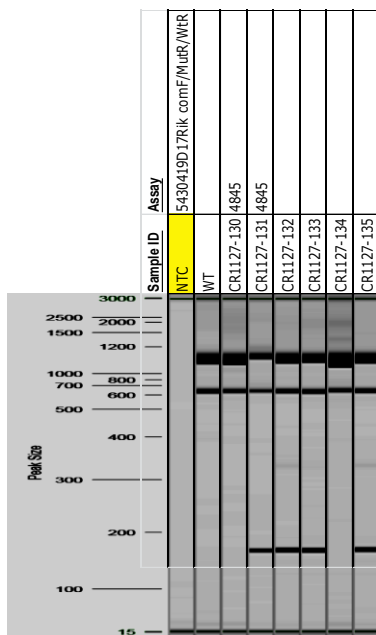 Assay
5430419D17Rik comF/MutR/WtR
4845
4845
Sample ID
NTC
WT
CR1127-130
CR1127-131
CR1127-132
CR1127-133
CR1127-134
CR1127-135
Peak Size
3000
2500
2000
1500
1200
1000
800
700
600
500
400
300
200
100
15